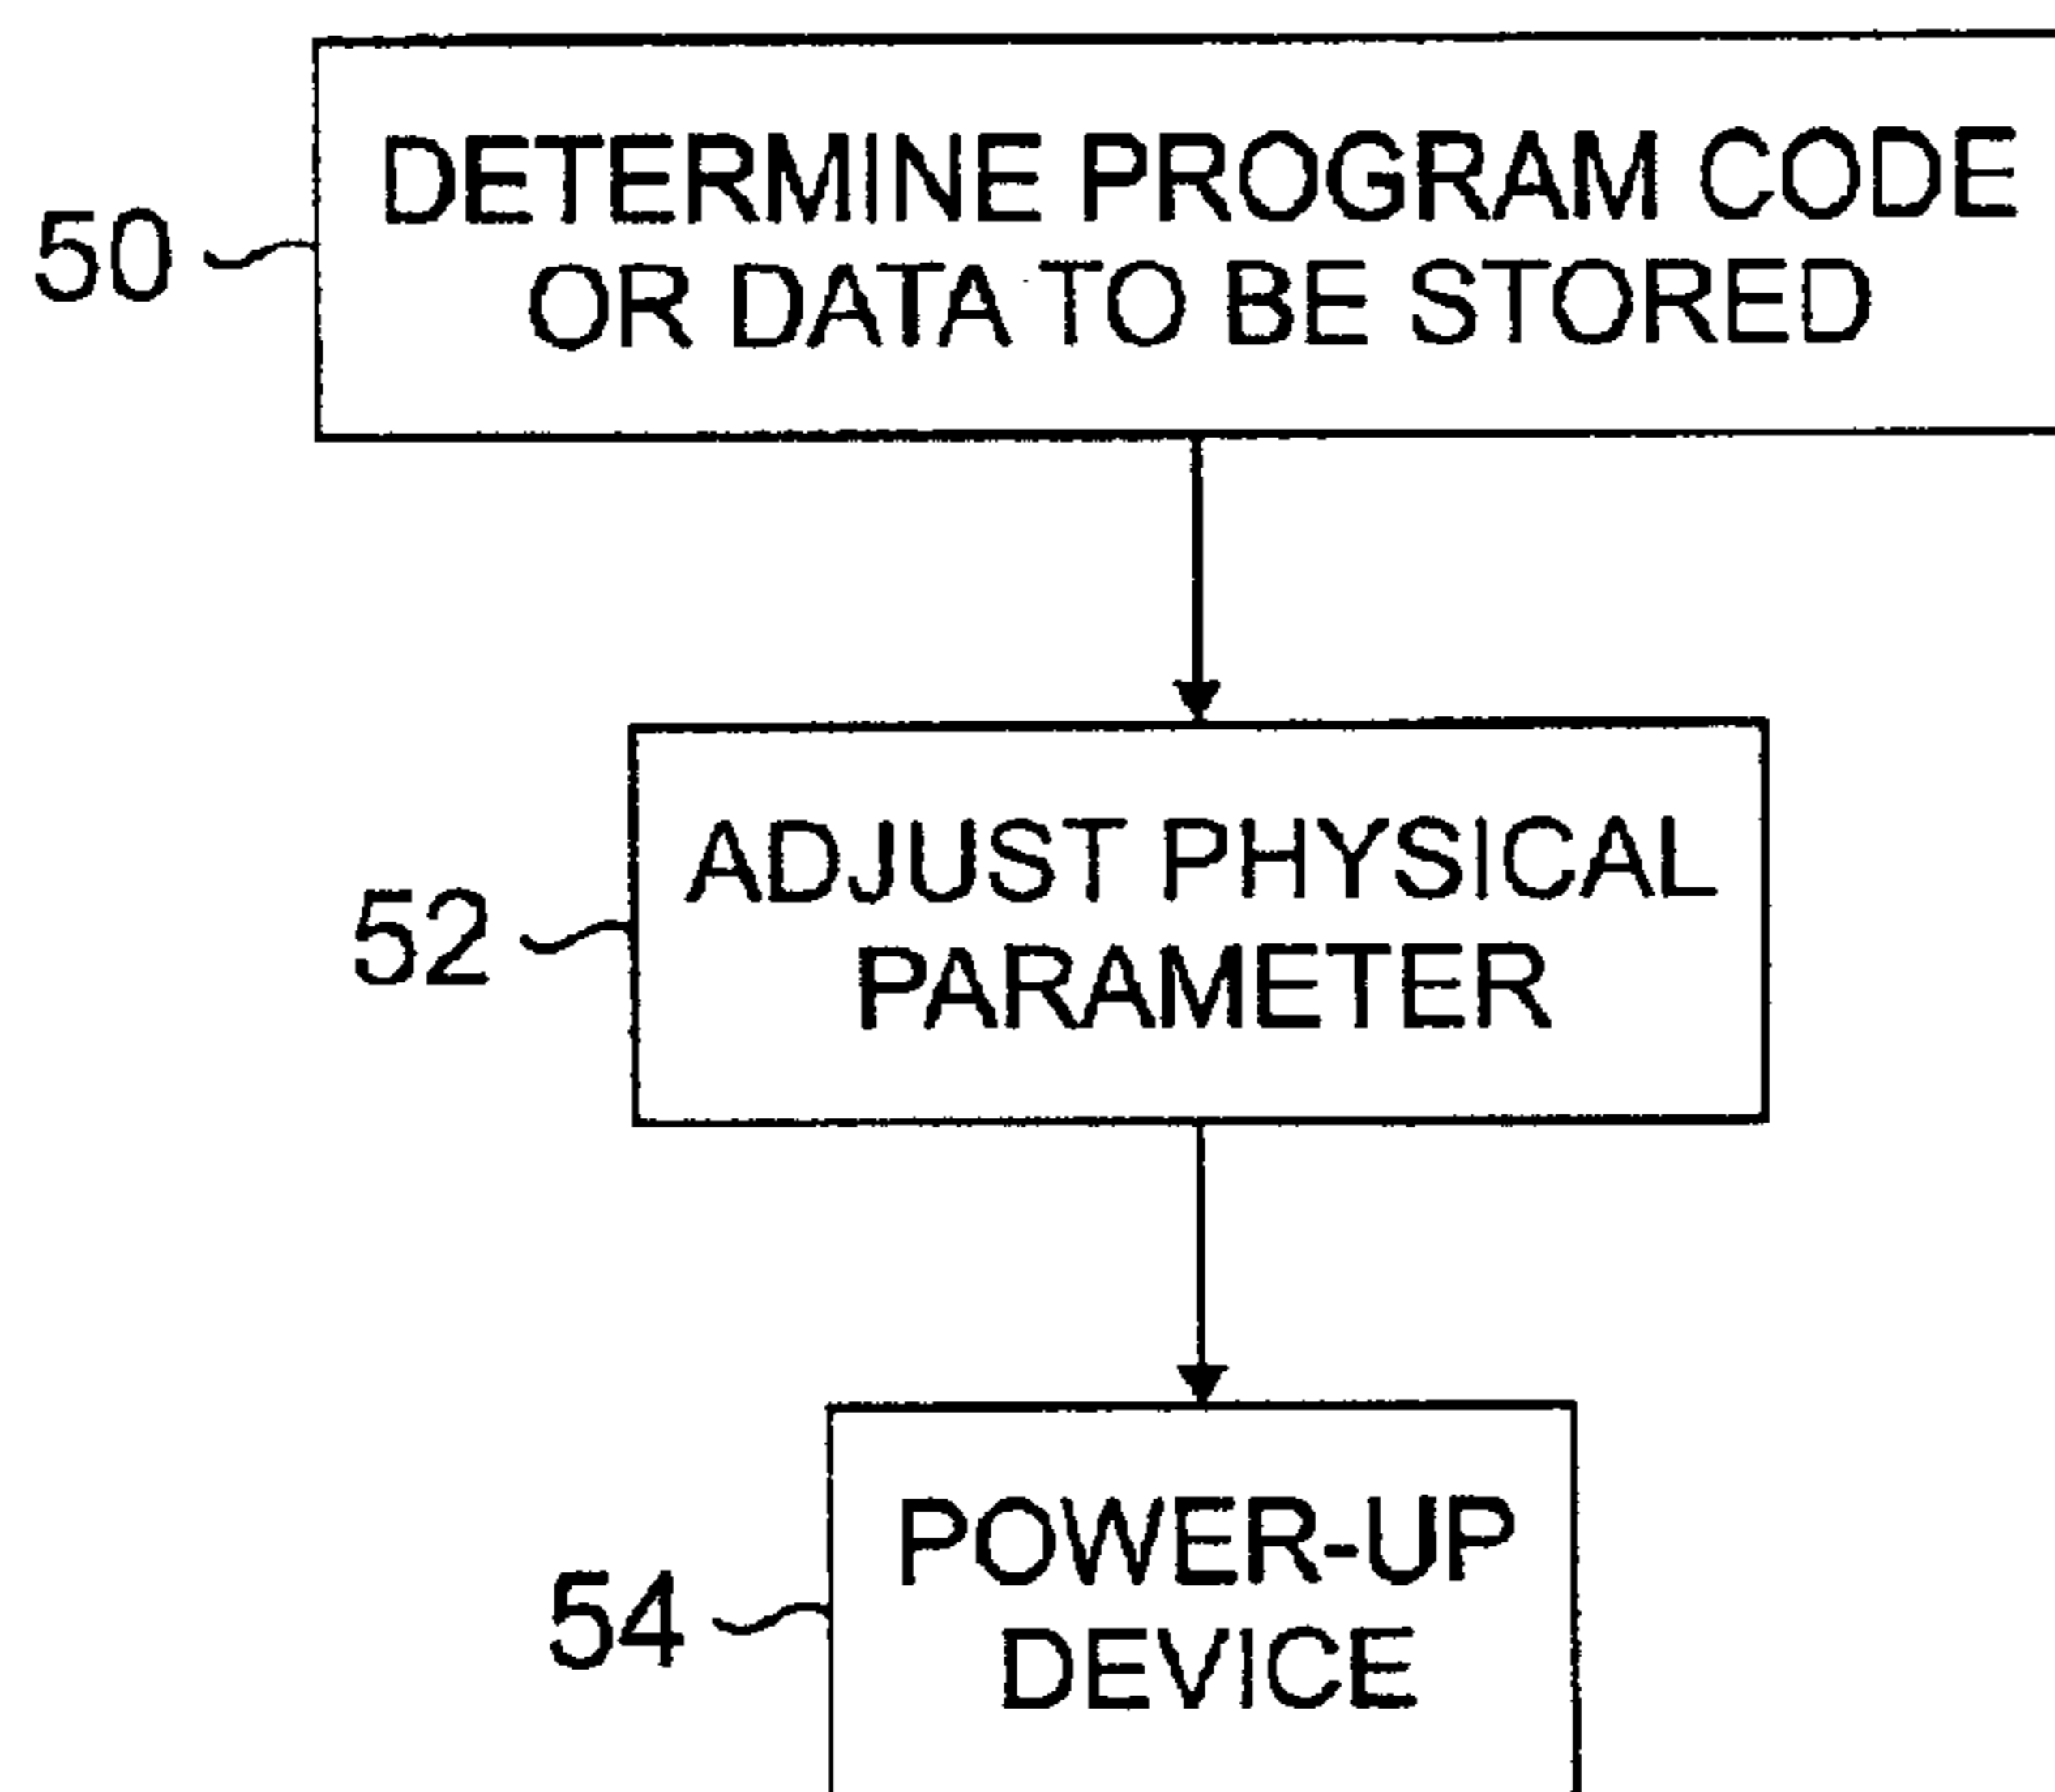 50
DETERMINE PROGRAM CODE
OR DATA TO BE STORED
52
ADJUST PHYSICAL
PARAMETER
54
POWER-UP
DEVICE